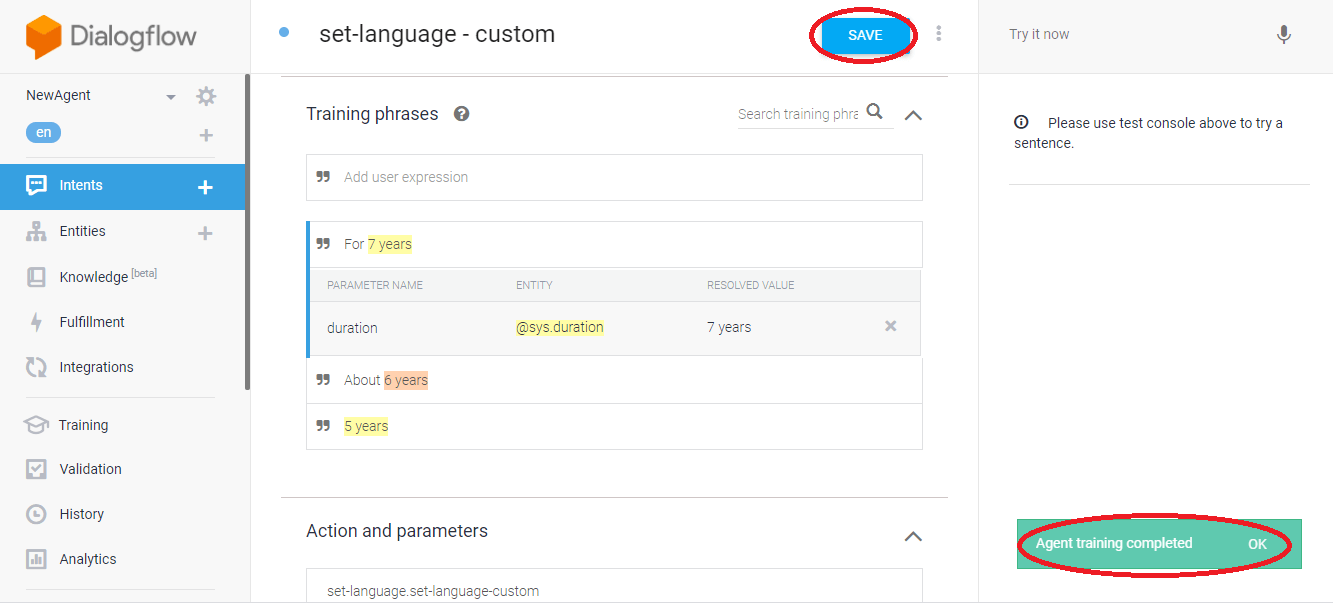 Dialogflow
NewAgent
en
Intents
Entities
Knowledge [beta]
Fulfillment
Integrations
Training
Validation
History
Analytics
set-language - custom
SAVE
Training phrases
Search training phra
Add user expression
For 7 years
PARAMETER NAME ENTITY RESOLVED VALUE
duration @sys.duration 7 years
About 6 years
5 years
Action and parameters
set-language.set-language-custom
Try it now
Please use test console above to try a
sentence.
Agent training completed OK